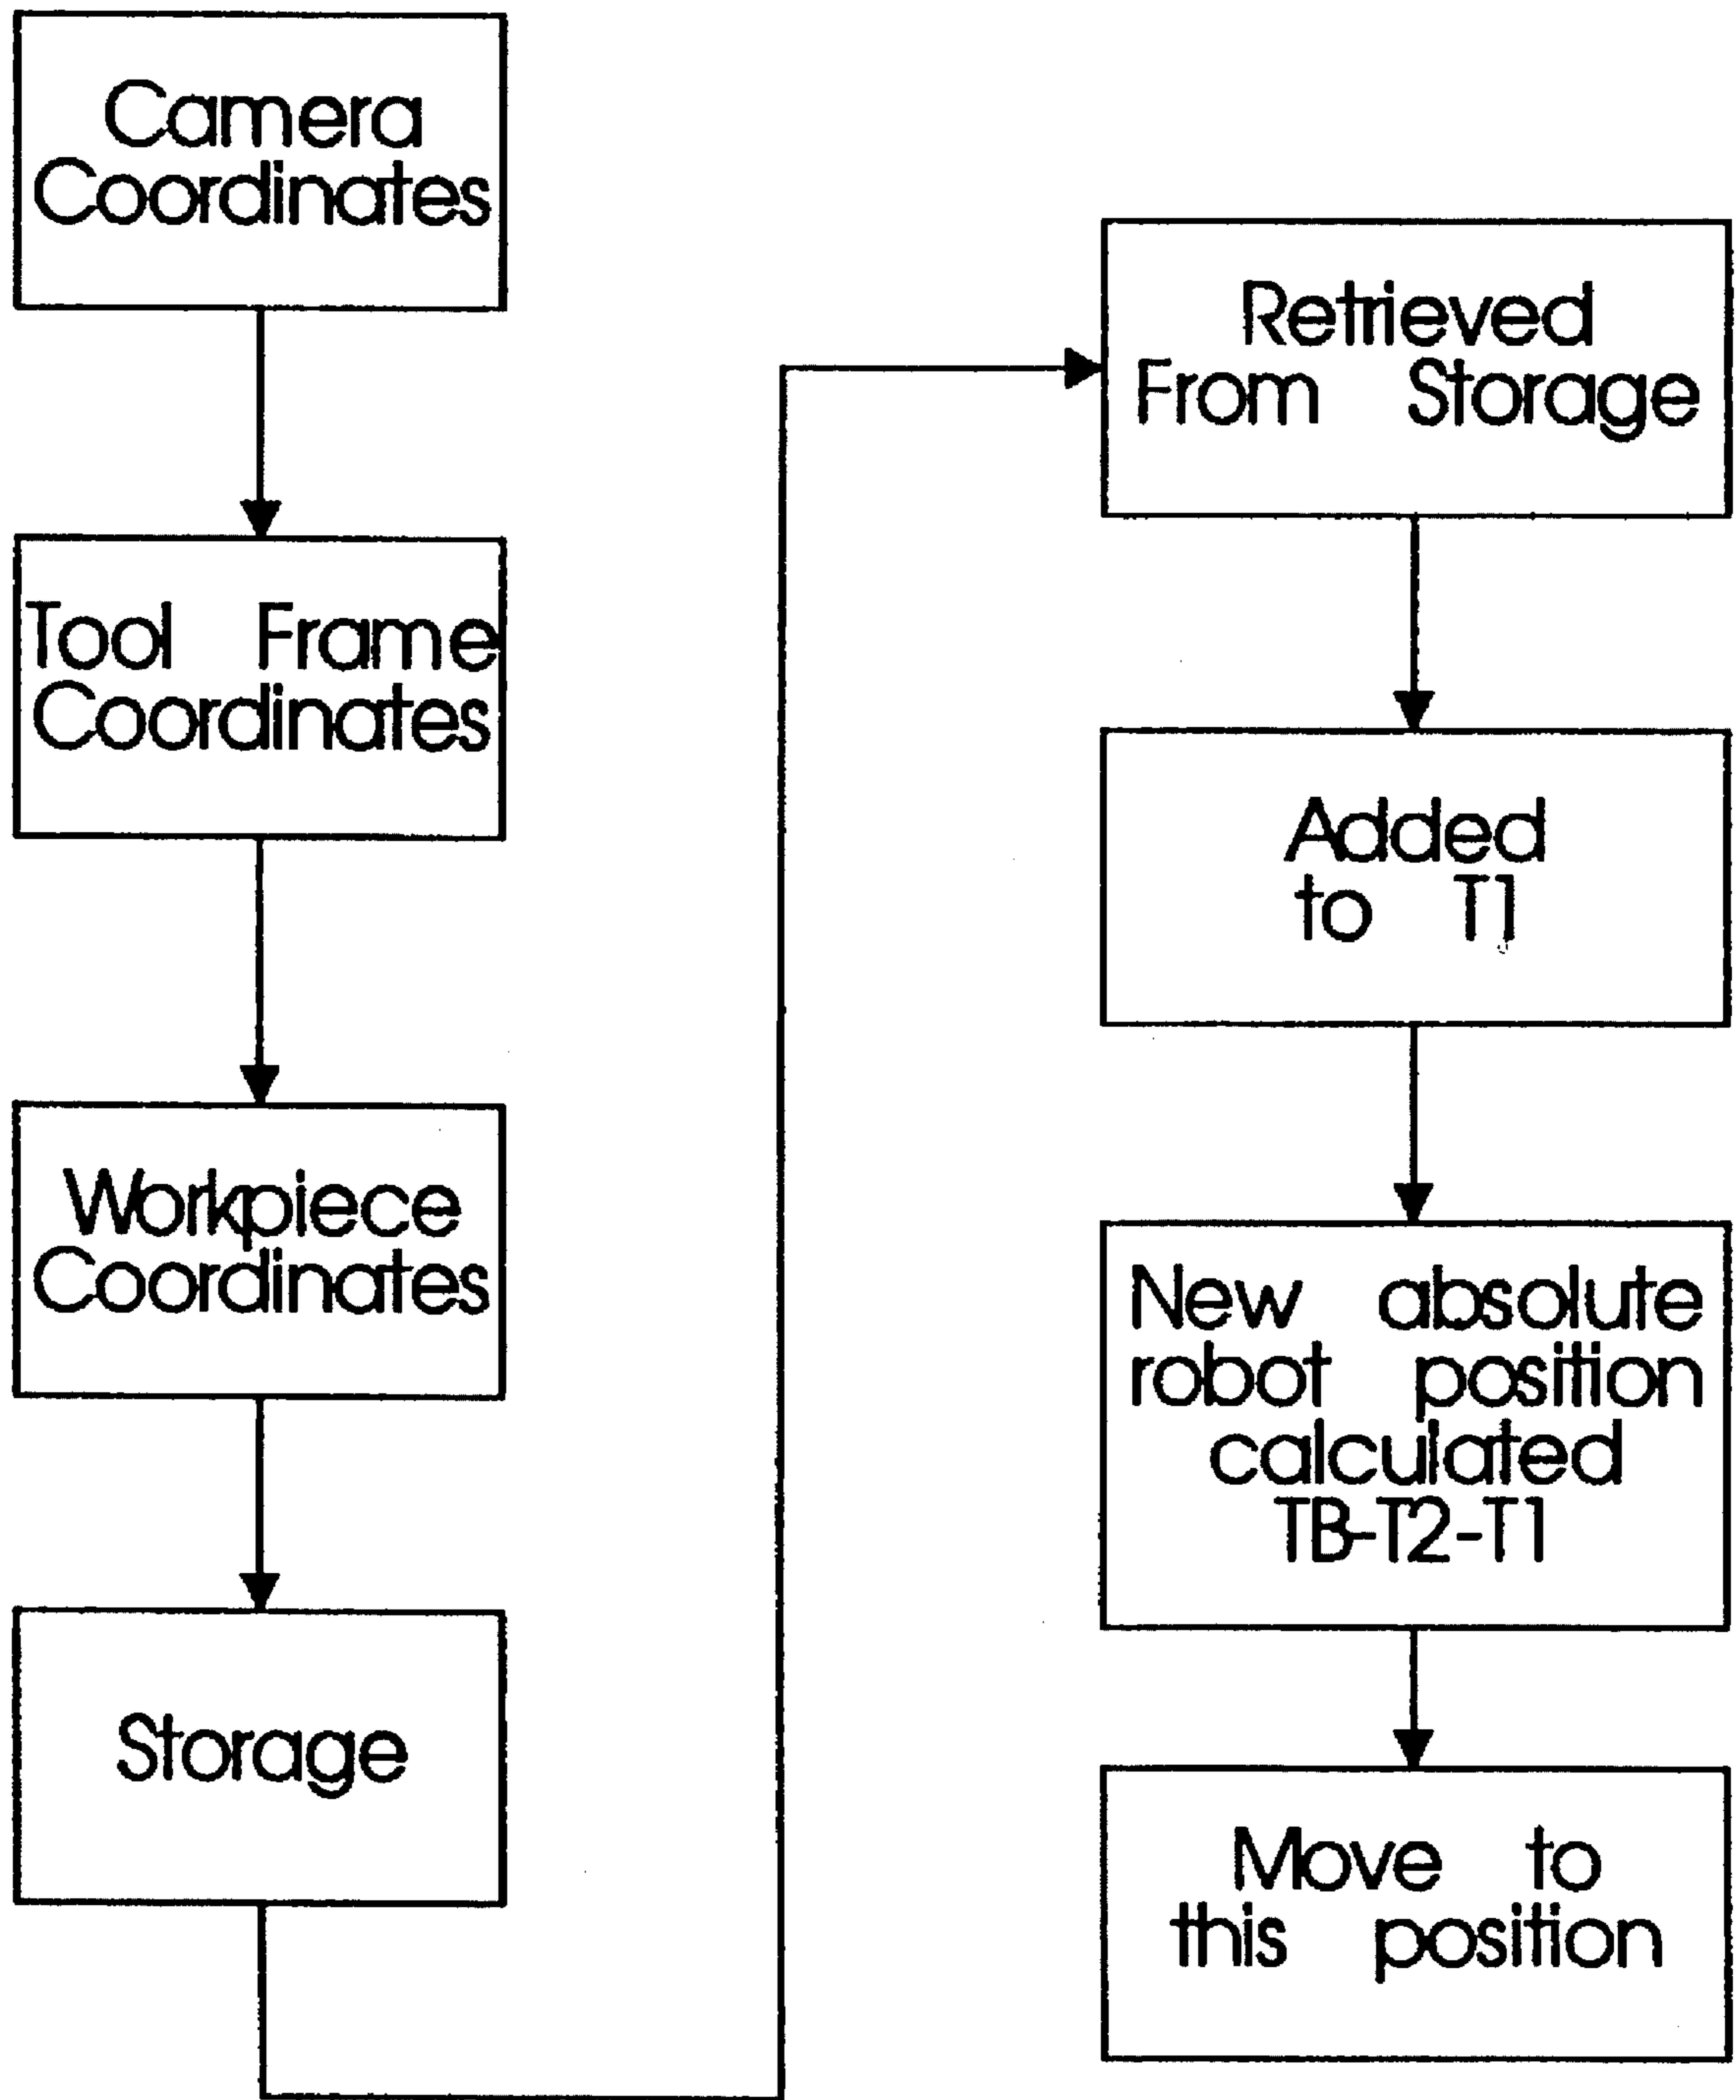 Camera
Coordinates
Tool Frame
Coordinates
Workpiece
Coordinates
Storage
Retrieved
From Storage
Added
to T1
New absolute
robot position
calculated
TB-T2-T1
Move to
this position